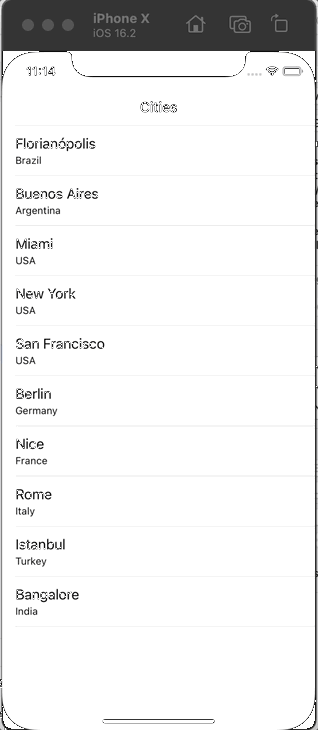 iPhone X
iOS 16.2
11:14
Cities
Florianópolis
Brazil
Buenos Aires
Argentina
Miami
USA
New York
USA
San Francisco
USA
Berlin
Germany
Nice
France
Rome
Italy
Istanbul
Turkey
Bangalore
India